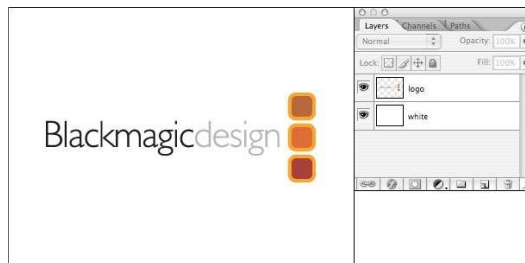 Layers Channels Paths
Normal Opacity: 100%
Lock: Fill: 100%
logo
white
Blackmagicdesign